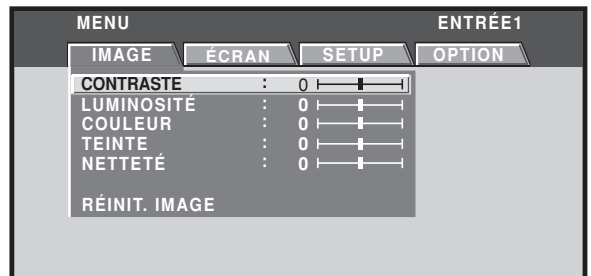 MENU ENTRÉE1
IMAGE ÉCRAN SETUP OPTION
CONTRASTE : 0
LUMINOSITÉ : 0
COULEUR : 0
TEINTE : 0
NETTETÉ : 0
RÉINIT. IMAGE